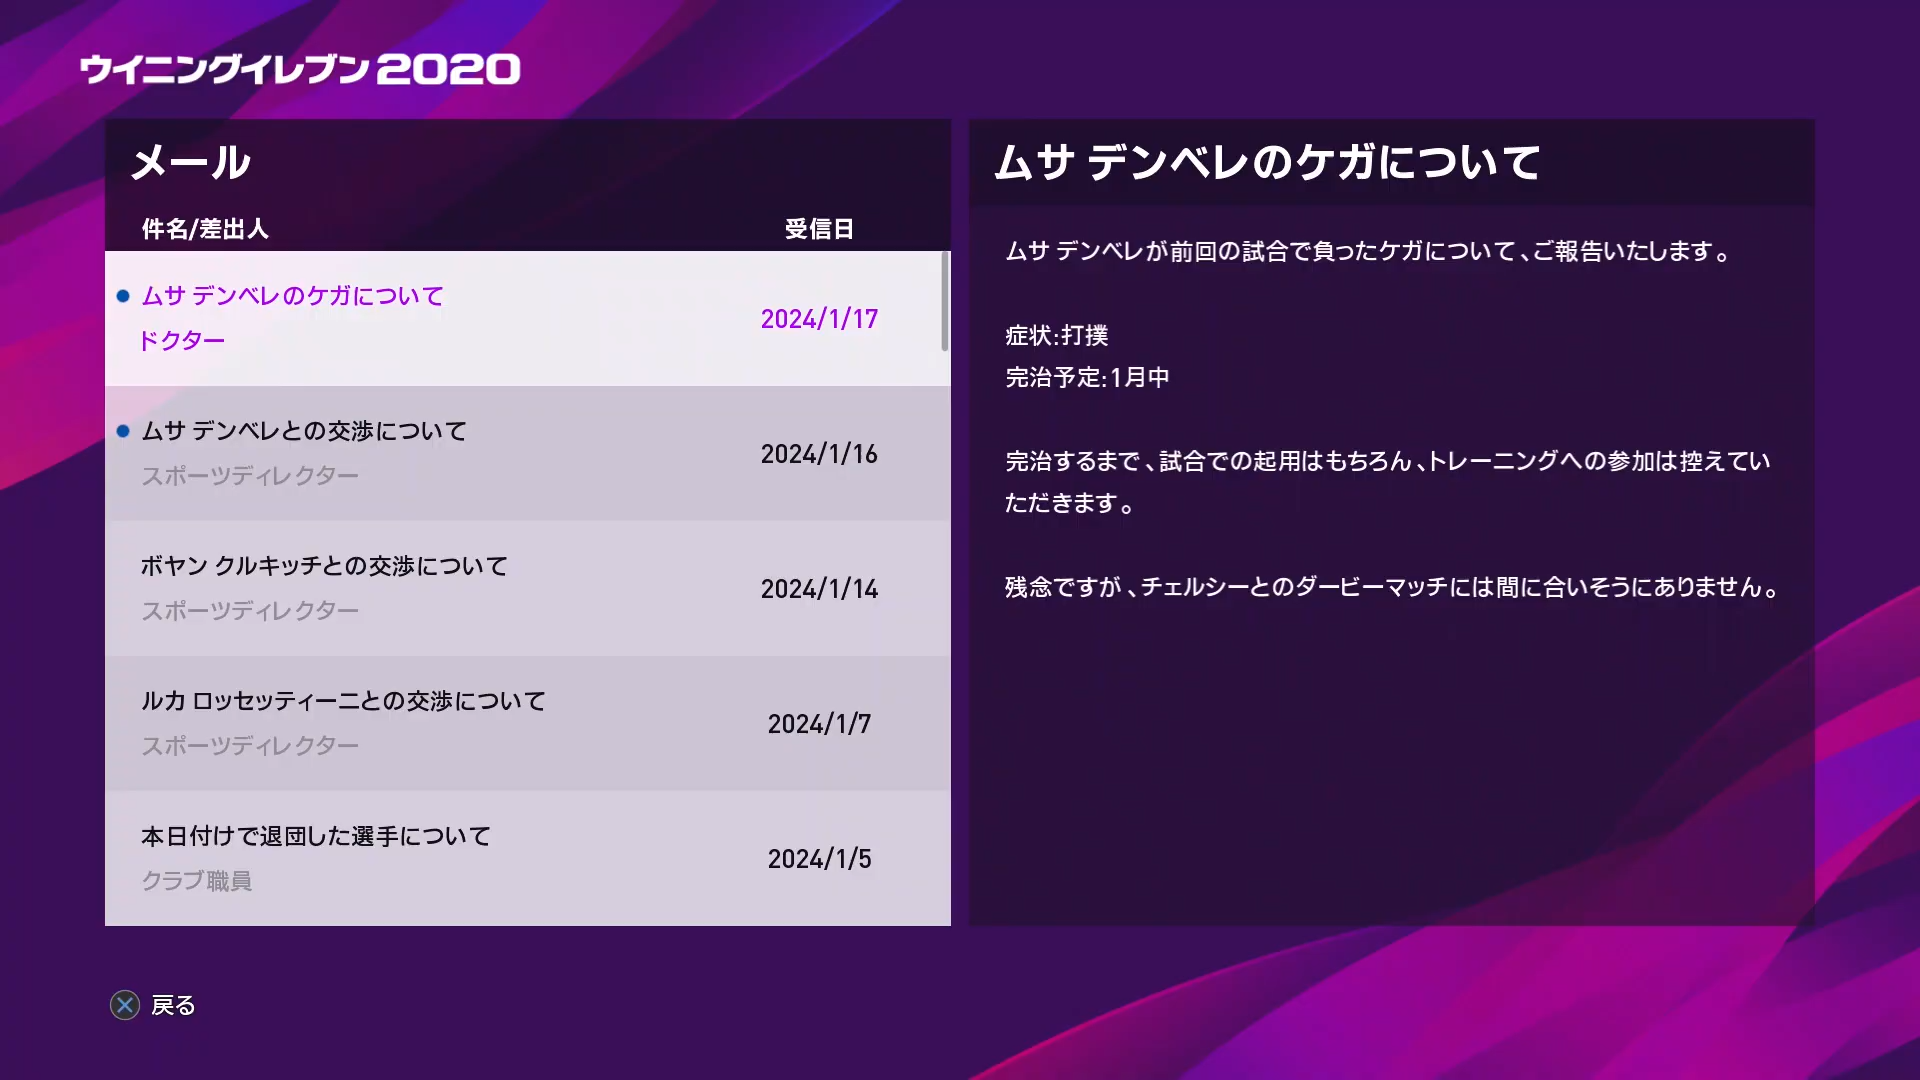 ウイニングイレブン2020
メール
件名/差出人 受信日
ムサ デンベレのケガについて
ドクター
2024/1/17
ムサ デンベレとの交渉について
スポーツディレクター
2024/1/16
ボヤン クルキッチとの交渉について
スポーツディレクター
2024/1/14
ルカ ロッセッティーニとの交渉について
スポーツディレクター
2024/1/7
本日付けで退団した選手について
クラブ職員
2024/1/5
ムサ デンベレのケガについて
ムサ デンベレが前回の試合で負ったケガについて、ご報告いたします。
症状:打撲
完治予定:1月中
完治するまで、試合での起用はもちろん、トレーニングへの参加は控えてい
ただきます。
残念ですが、チェルシーとのダービーマッチには間に合いそうにありません。
戻る